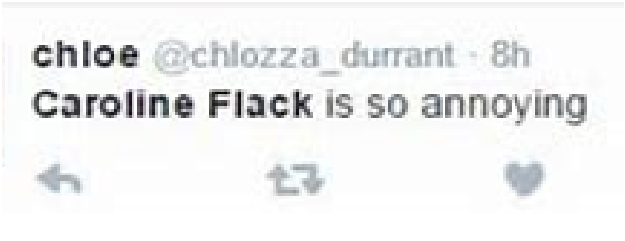 chloe @chlozza_durrant · 8h
Caroline Flack is so annoying